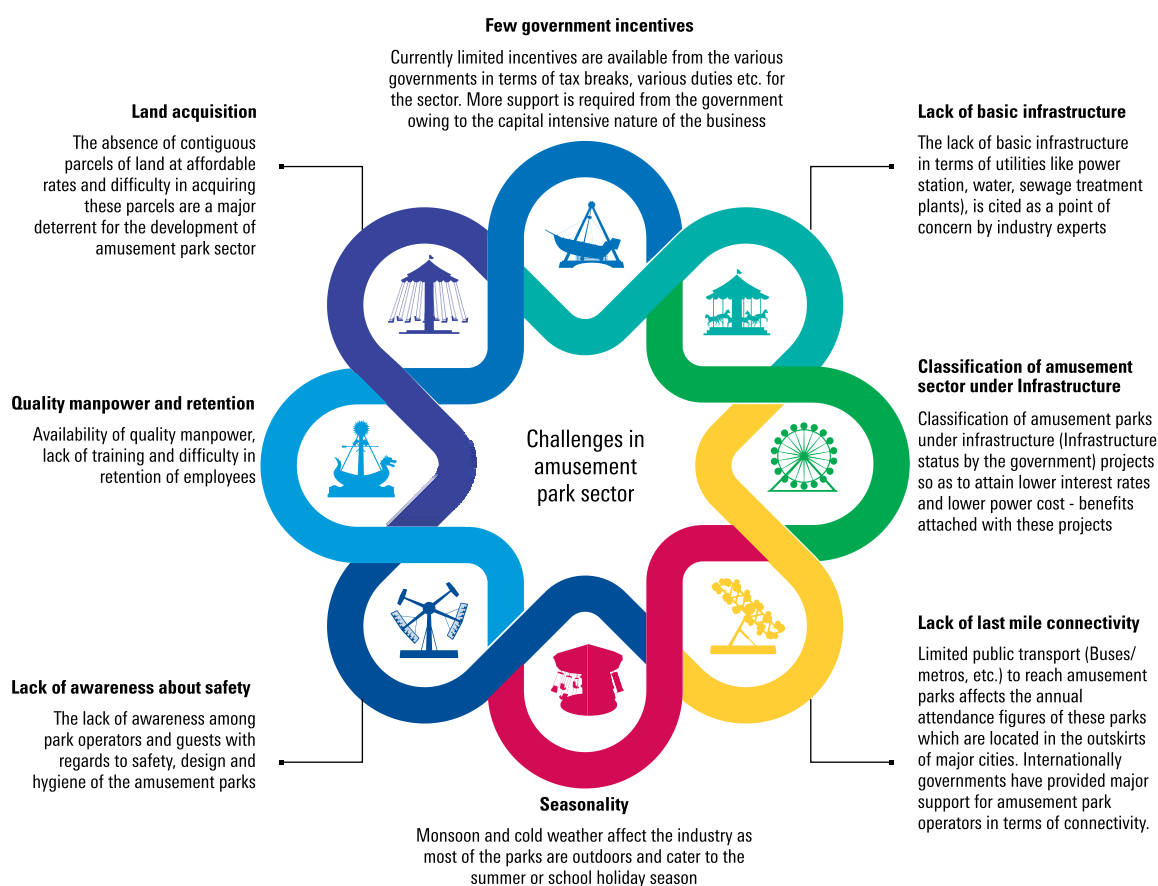 Few government incentives
Currently limited incentives are available from the various
governments in terms of tax breaks, various duties etc. for
the sector. More support is required from the government
owing to the capital intensive nature of the business
Land acquisition
The absence of contiguous
parcels of land at affordable
rates and difficulty in acquiring
these parcels are a major
deterrent for the development of
amusement park sector
Lack of basic infrastructure
The lack of basic infrastructure
in terms of utilities like power
station, water, sewage treatment
plants), is cited as a point of
concern by industry experts
Quality manpower and retention
Availability of quality manpower,
lack of training and difficulty in
retention of employees
Challenges in
amusement
park sector
Classification of amusement
sector under Infrastructure
Classification of amusement parks
under infrastructure (Infrastructure
status by the government) projects
so as to attain lower interest rates
and lower power cost - benefits
attached with these projects
Lack of awareness about safety
The lack of awareness among
park operators and guests with
regards to safety, design and
hygiene of the amusement parks
Lack of last mile connectivity
Limited public transport (Buses/
metros, etc.) to reach amusement
parks affects the annual
attendance figures of these parks
which are located in the outskirts
of major cities. Internationally
governments have provided major
support for amusement park
operators in terms of connectivity.
Seasonality
Monsoon and cold weather affect the industry as
most of the parks are outdoors and cater to the
summer or school holiday season